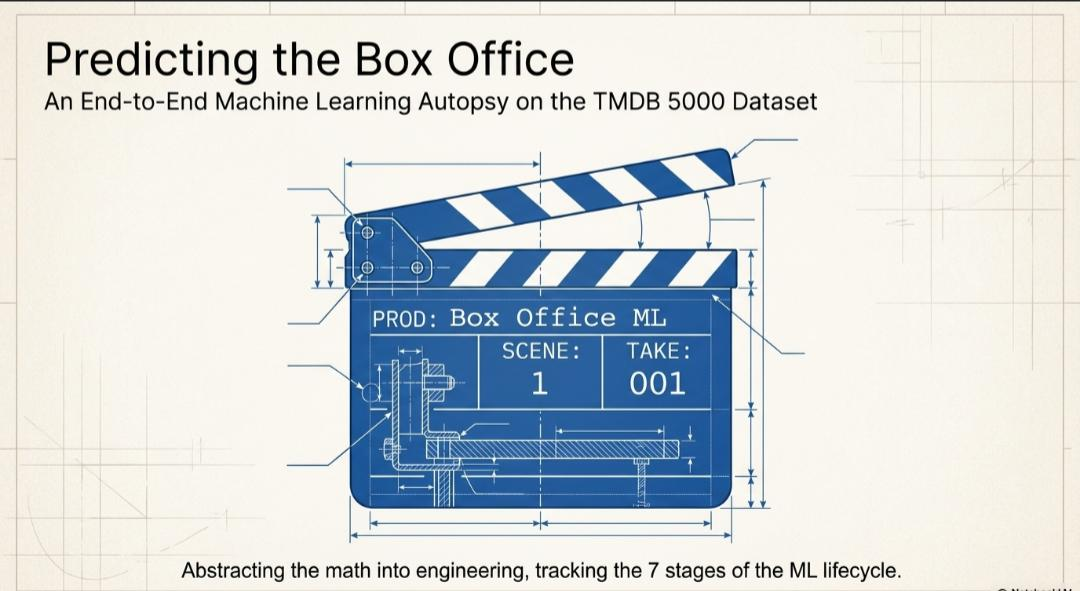 Predicting the Box Office
An End-to-End Machine Learning Autopsy on the TMDB 5000 Dataset
PROD: Box Office ML
SCENE:
1
TAKE:
001
Abstracting the math into engineering, tracking the 7 stages of the ML lifecycle.